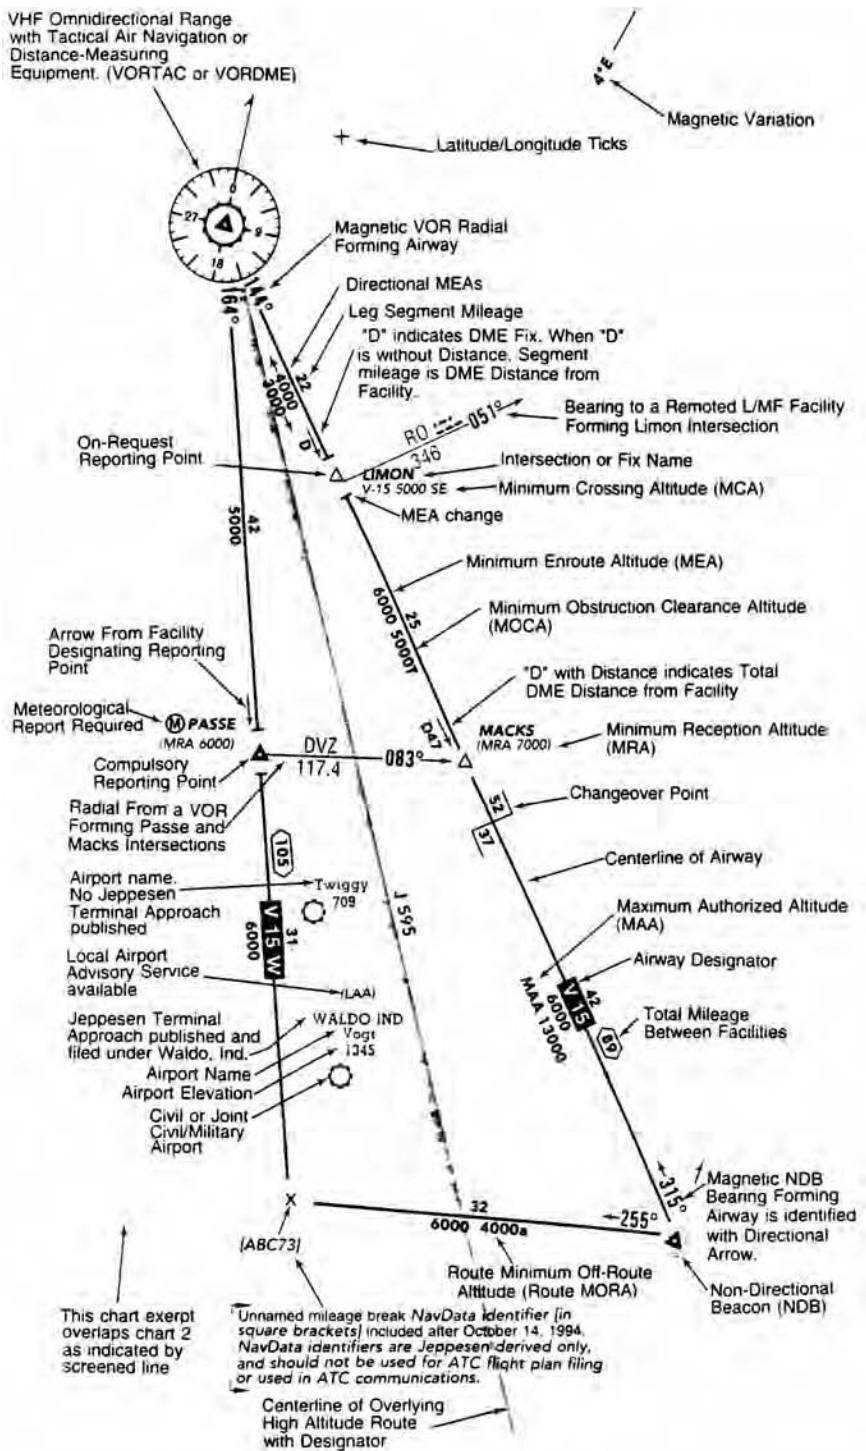 VHF Omnidirectional Range
with Tactical Air Navigation or
Distance-Measuring
Equipment. (VORTAC or VORDME)
4°E
Magnetic Variation
Latitude/Longitude Ticks
0
27
9
18
Magnetic VOR Radial
Forming Airway
144°
164°
Directional MEAs
Leg Segment Mileage
"D" indicates DME Fix. When "D"
is without Distance. Segment
mileage is DME Distance from
Facility.
22
4000
3000
D
RO
346
051°
Bearing to a Remoted L/MF Facility
Forming Limon Intersection
On-Request
Reporting Point
LIMON
V-15 5000 SE
Intersection or Fix Name
Minimum Crossing Altitude (MCA)
MEA change
42
5000
Minimum Enroute Altitude (MEA)
25
6000 5000T
Minimum Obstruction Clearance Altitude
(MOCA)
Arrow From Facility
Designating Reporting
Point
"D" with Distance indicates Total
DME Distance from Facility
Meteorological
Report Required
M PASSE
(MRA 6000)
D47
MACKS
(MRA 7000)
Minimum Reception Altitude
(MRA)
Compulsory
Reporting Point
DVZ
117.4
083°
Radial From a VOR
Forming Passe and
Macks Intersections
52
37
Changeover Point
105
Centerline of Airway
Airport name.
No Jeppesen
Terminal Approach
published
Twiggy
709
J 595
V 15 W
31
6000
Maximum Authorized Altitude
(MAA)
Local Airport
Advisory Service
available
(LAA)
Airway Designator
V 15
42
6000
MAA 13000
89
Total Mileage
Between Facilities
Jeppesen Terminal
Approach published and
filed under Waldo, Ind.
WALDO IND
Vogt
1345
Airport Name
Airport Elevation
Civil or Joint
Civil/Military
Airport
315°
Magnetic NDB
Bearing Forming
Airway is identified
with Directional
Arrow.
X
32
6000 4000a
255°
[ABC73]
Route Minimum Off-Route
Altitude (Route MORA)
Non-Directional
Beacon (NDB)
This chart exerpt
overlaps chart 2
as indicated by
screened line
Unnamed mileage break NavData identifier [in
square brackets] included after October 14, 1994.
NavData identifiers are Jeppesen derived only,
and should not be used for ATC flight plan filing
or used in ATC communications.
Centerline of Overlying
High Altitude Route
with Designator